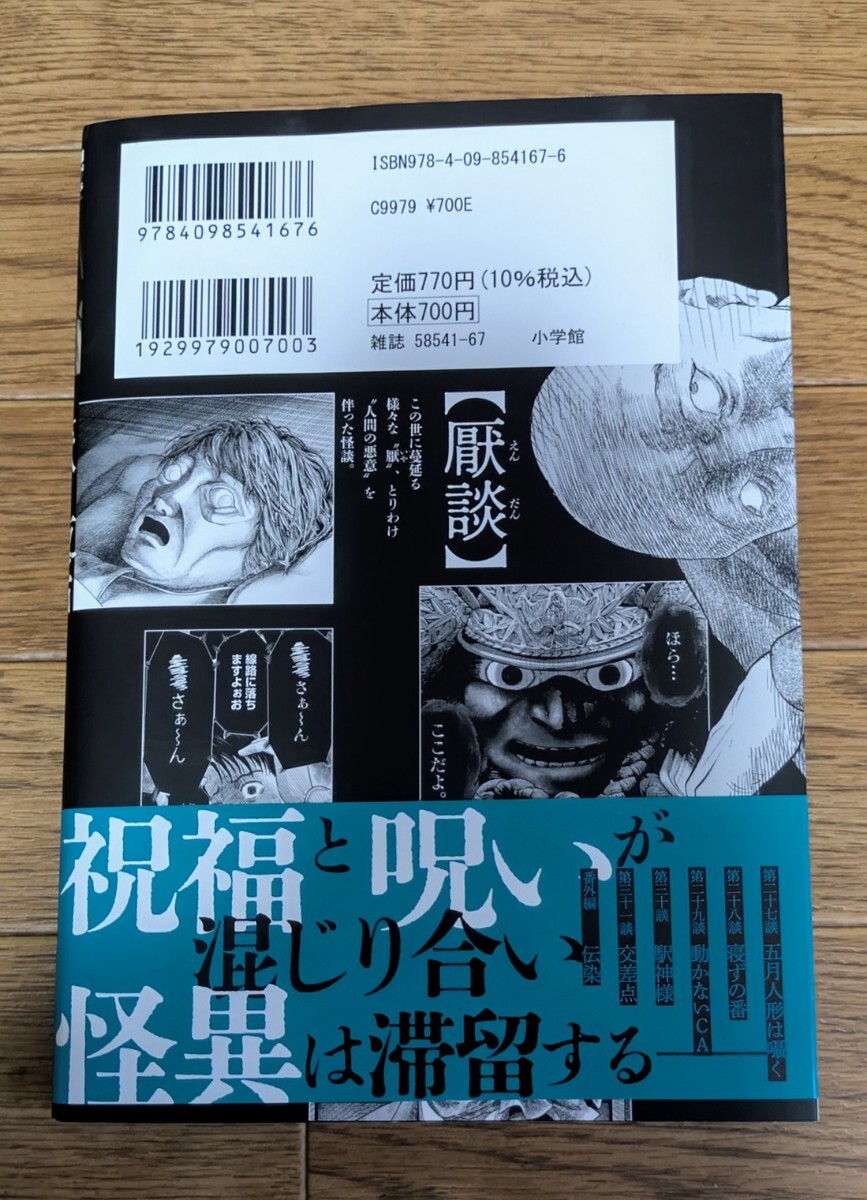 ISBN978-4-09-854167-6
C9979 ¥700E
9784098541676
定価770円(10%税込)
本体700円
雑誌 58541-67 小学館
1929979007003
【厭談】
えん だん
この世に蔓延る
様々な“厭”、とりわけ
いや
“人間の悪意”を
伴った怪談。
ほら…
ここだよ。
さぁ〜ん
線路に落ち
ますよぉお
さぁ〜ん
祝福と呪いが
混じり合い
怪異は滞留する――
第二十七談 五月人形は囁く
第二十八談 寝ずの番
第二十九談 動かないCA
第三十談 駅神様
第三十一談 交差点
番外編 伝染